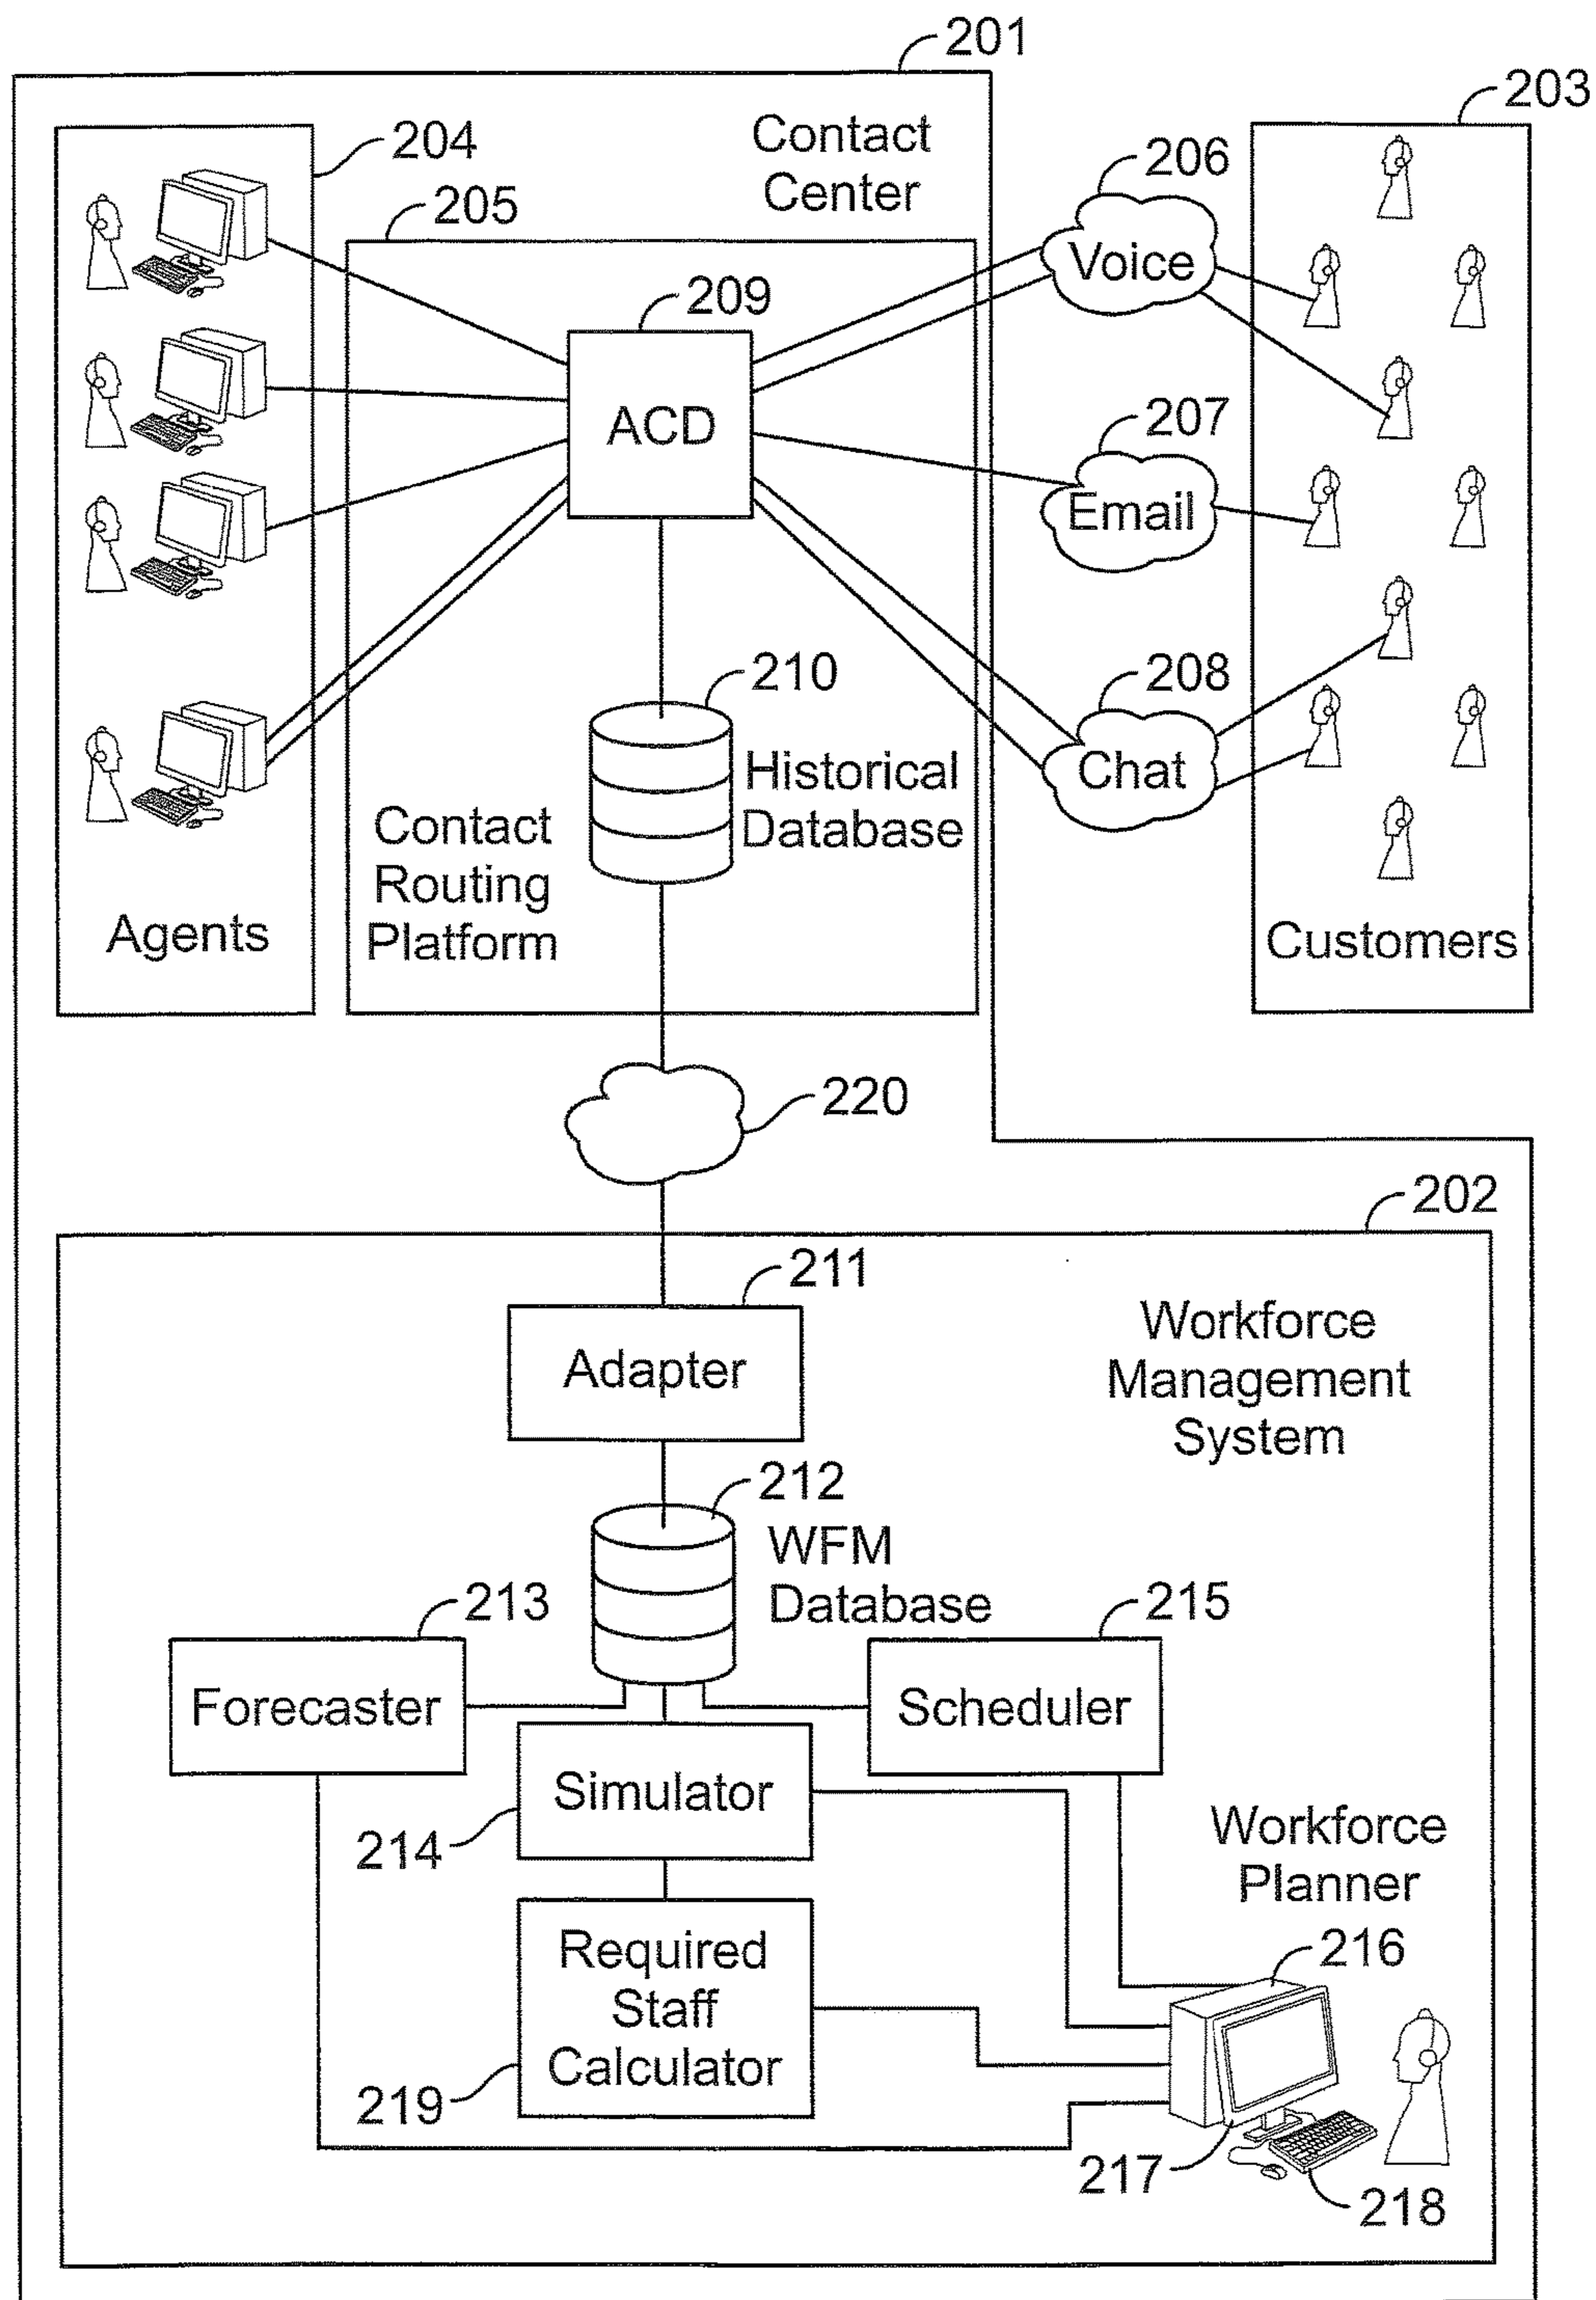 201
203
204
Contact
Center
206
205
Voice
209
ACD
207
Email
210
208
Historical
Database
Chat
Contact
Routing
Platform
Agents
Customers
220
202
211
Adapter
Workforce
Management
System
212
WFM
Database
213
215
Forecaster
Scheduler
Simulator
214
Workforce
Planner
Required
Staff
Calculator
216
219
217
218